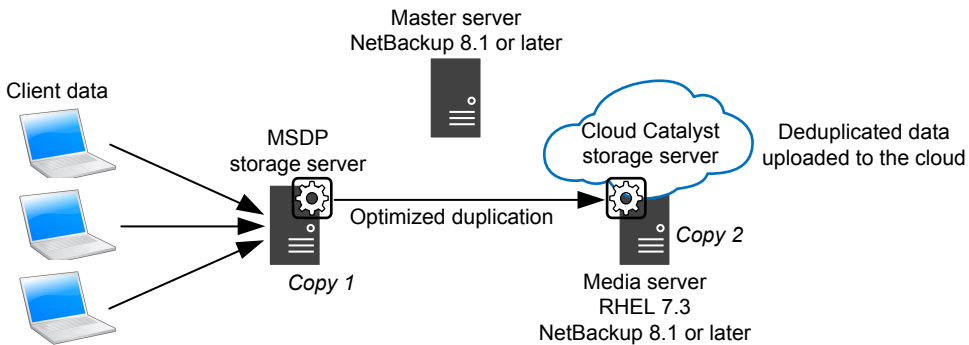 Master server
NetBackup 8.1 or later
Client data
MSDP
storage server
Cloud Catalyst
storage server
Deduplicated data
uploaded to the cloud
Optimized duplication
Copy 1
Copy 2
Media server
RHEL 7.3
NetBackup 8.1 or later